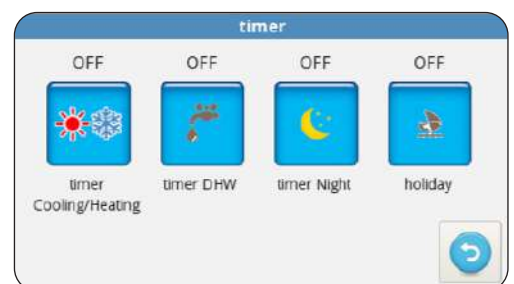 timer
OFF OFF OFF OFF
timer Cooling/Heating
timer DHW
timer Night
holiday